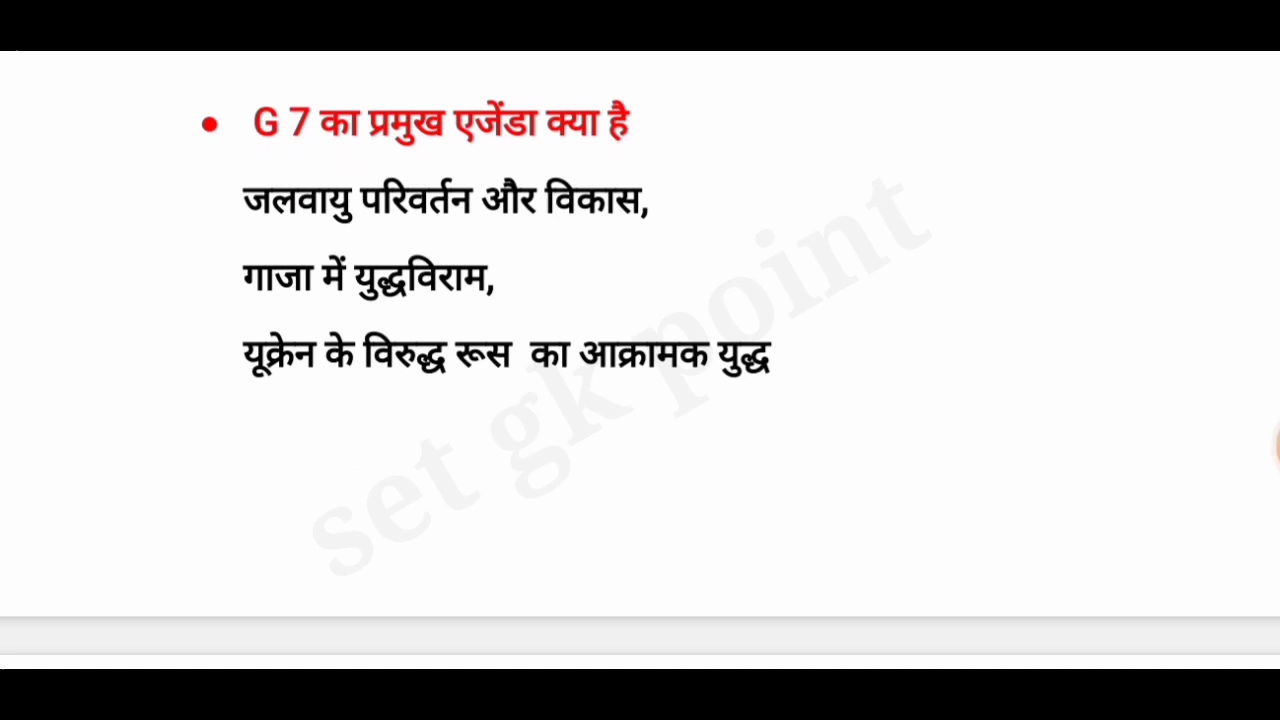 • G 7 का प्रमुख एजेंडा क्या है
जलवायु परिवर्तन और विकास,
गाजा में युद्धविराम,
यूक्रेन के विरुद्ध रूस का आक्रामक युद्ध
set gk point